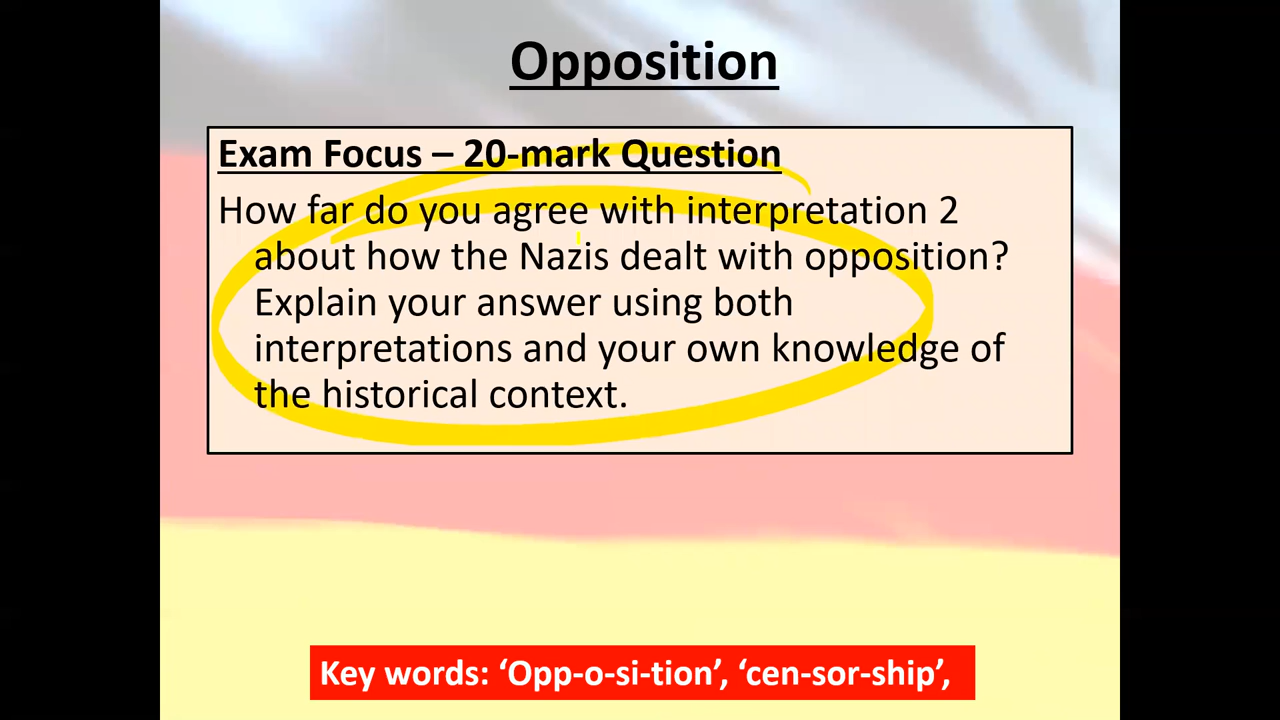 Opposition
Exam Focus – 20-mark Question
How far do you agree with interpretation 2
about how the Nazis dealt with opposition?
Explain your answer using both
interpretations and your own knowledge of
the historical context.
Key words: ‘Opp-o-si-tion’, ‘cen-sor-ship’,